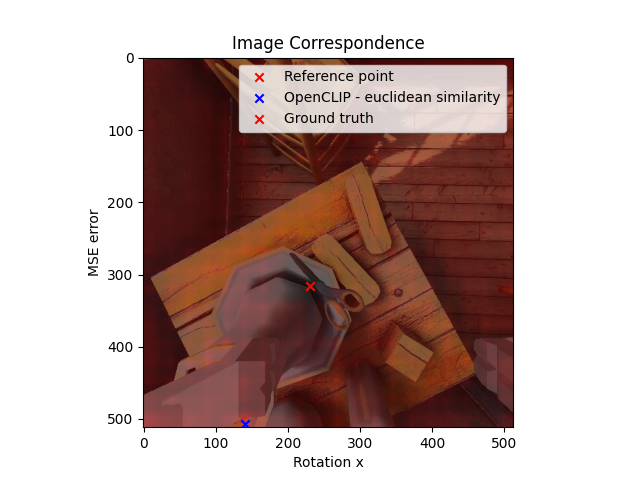 Image Correspondence
Reference point
OpenCLIP - euclidean similarity
Ground truth
0
100
200
300
400
500
MSE error
0 100 200 300 400 500
Rotation x